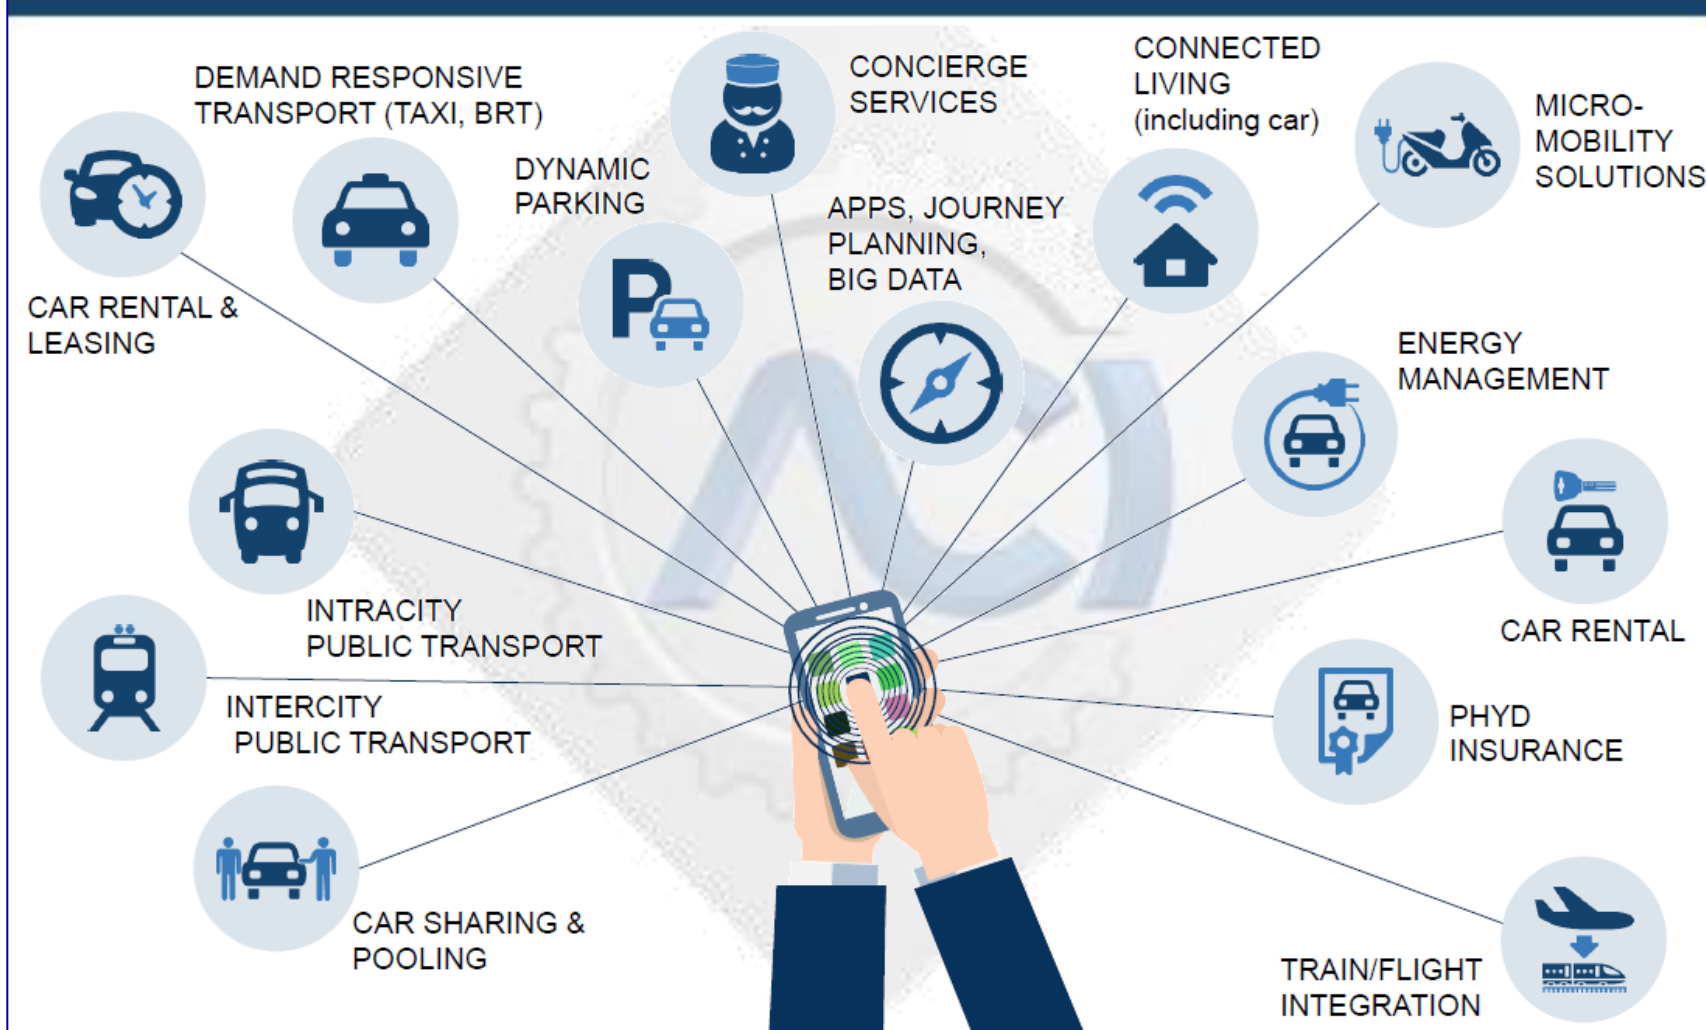 DEMAND RESPONSIVE
TRANSPORT (TAXI, BRT)
CONCIERGE
SERVICES
CONNECTED
LIVING
(including car)
MICRO-
MOBILITY
SOLUTIONS
DYNAMIC
PARKING
APPS, JOURNEY
PLANNING,
BIG DATA
CAR RENTAL &
LEASING
P
ENERGY
MANAGEMENT
ACI
INTRACITY
PUBLIC TRANSPORT
CAR RENTAL
INTERCITY
PUBLIC TRANSPORT
PHYD
INSURANCE
CAR SHARING &
POOLING
TRAIN/FLIGHT
INTEGRATION